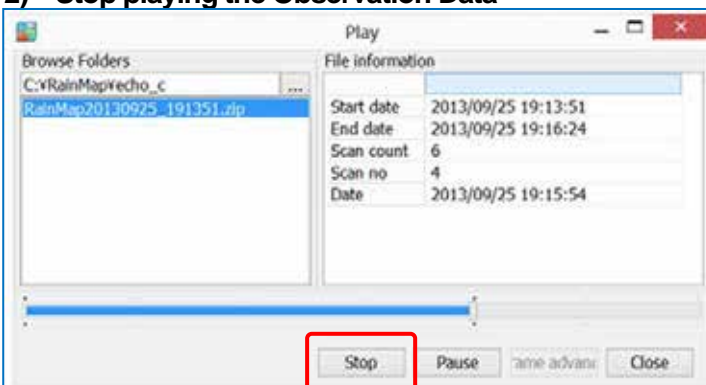 2) Stop playing the Observation Data
Play
Browse Folders
File information
C:¥RainMap¥echo_c
...
RainMap20130925_191351.zip
Start date 2013/09/25 19:13:51
End date 2013/09/25 19:16:24
Scan count 6
Scan no 4
Date 2013/09/25 19:15:54
Stop Pause ame advanc Close